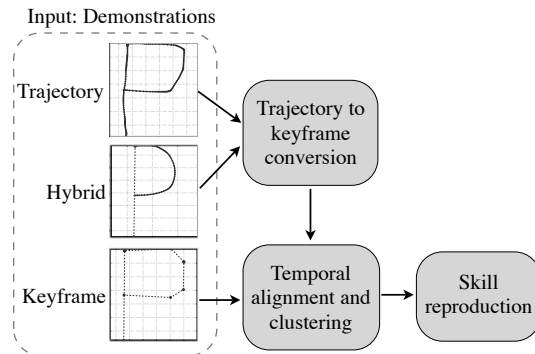 Input: Demonstrations
Trajectory
Hybrid
Keyframe
Trajectory to
keyframe
conversion
Temporal
alignment and
clustering
Skill
reproduction